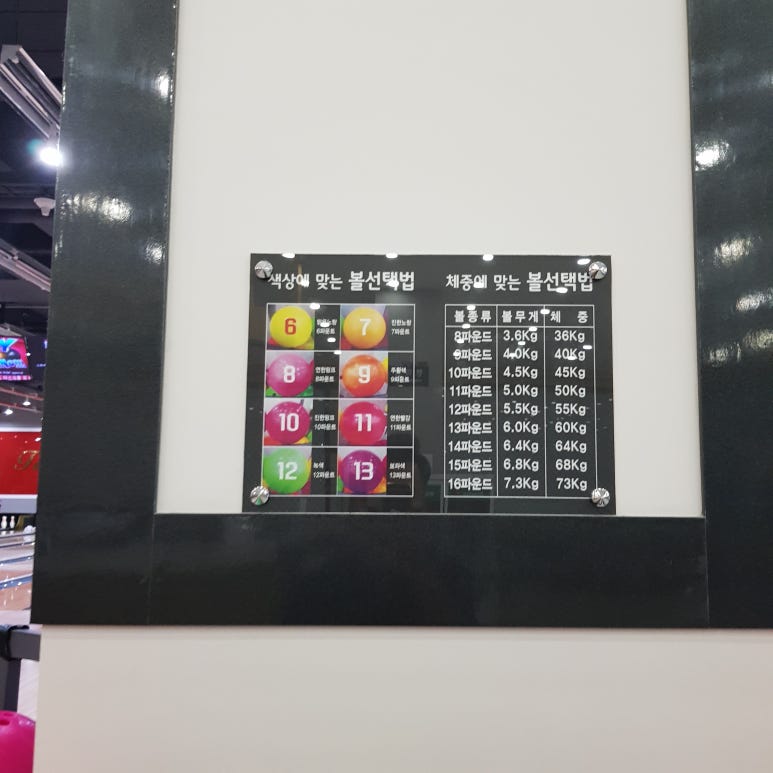 색상에 맞는 볼선택법
6
6파운드
7
진한노랑
7파운드
8
연한핑크
8파운드
9
주황색
9파운드
10
진한핑크
10파운드
11
연한빨강
11파운드
12
녹색
12파운드
13
보라색
13파운드
체중에 맞는 볼선택법
볼종류 볼무게 체 중
8파운드 3.6Kg 36Kg
9파운드 4.0Kg 40Kg
10파운드 4.5Kg 45Kg
11파운드 5.0Kg 50Kg
12파운드 5.5Kg 55Kg
13파운드 6.0Kg 60Kg
14파운드 6.4Kg 64Kg
15파운드 6.8Kg 68Kg
16파운드 7.3Kg 73Kg